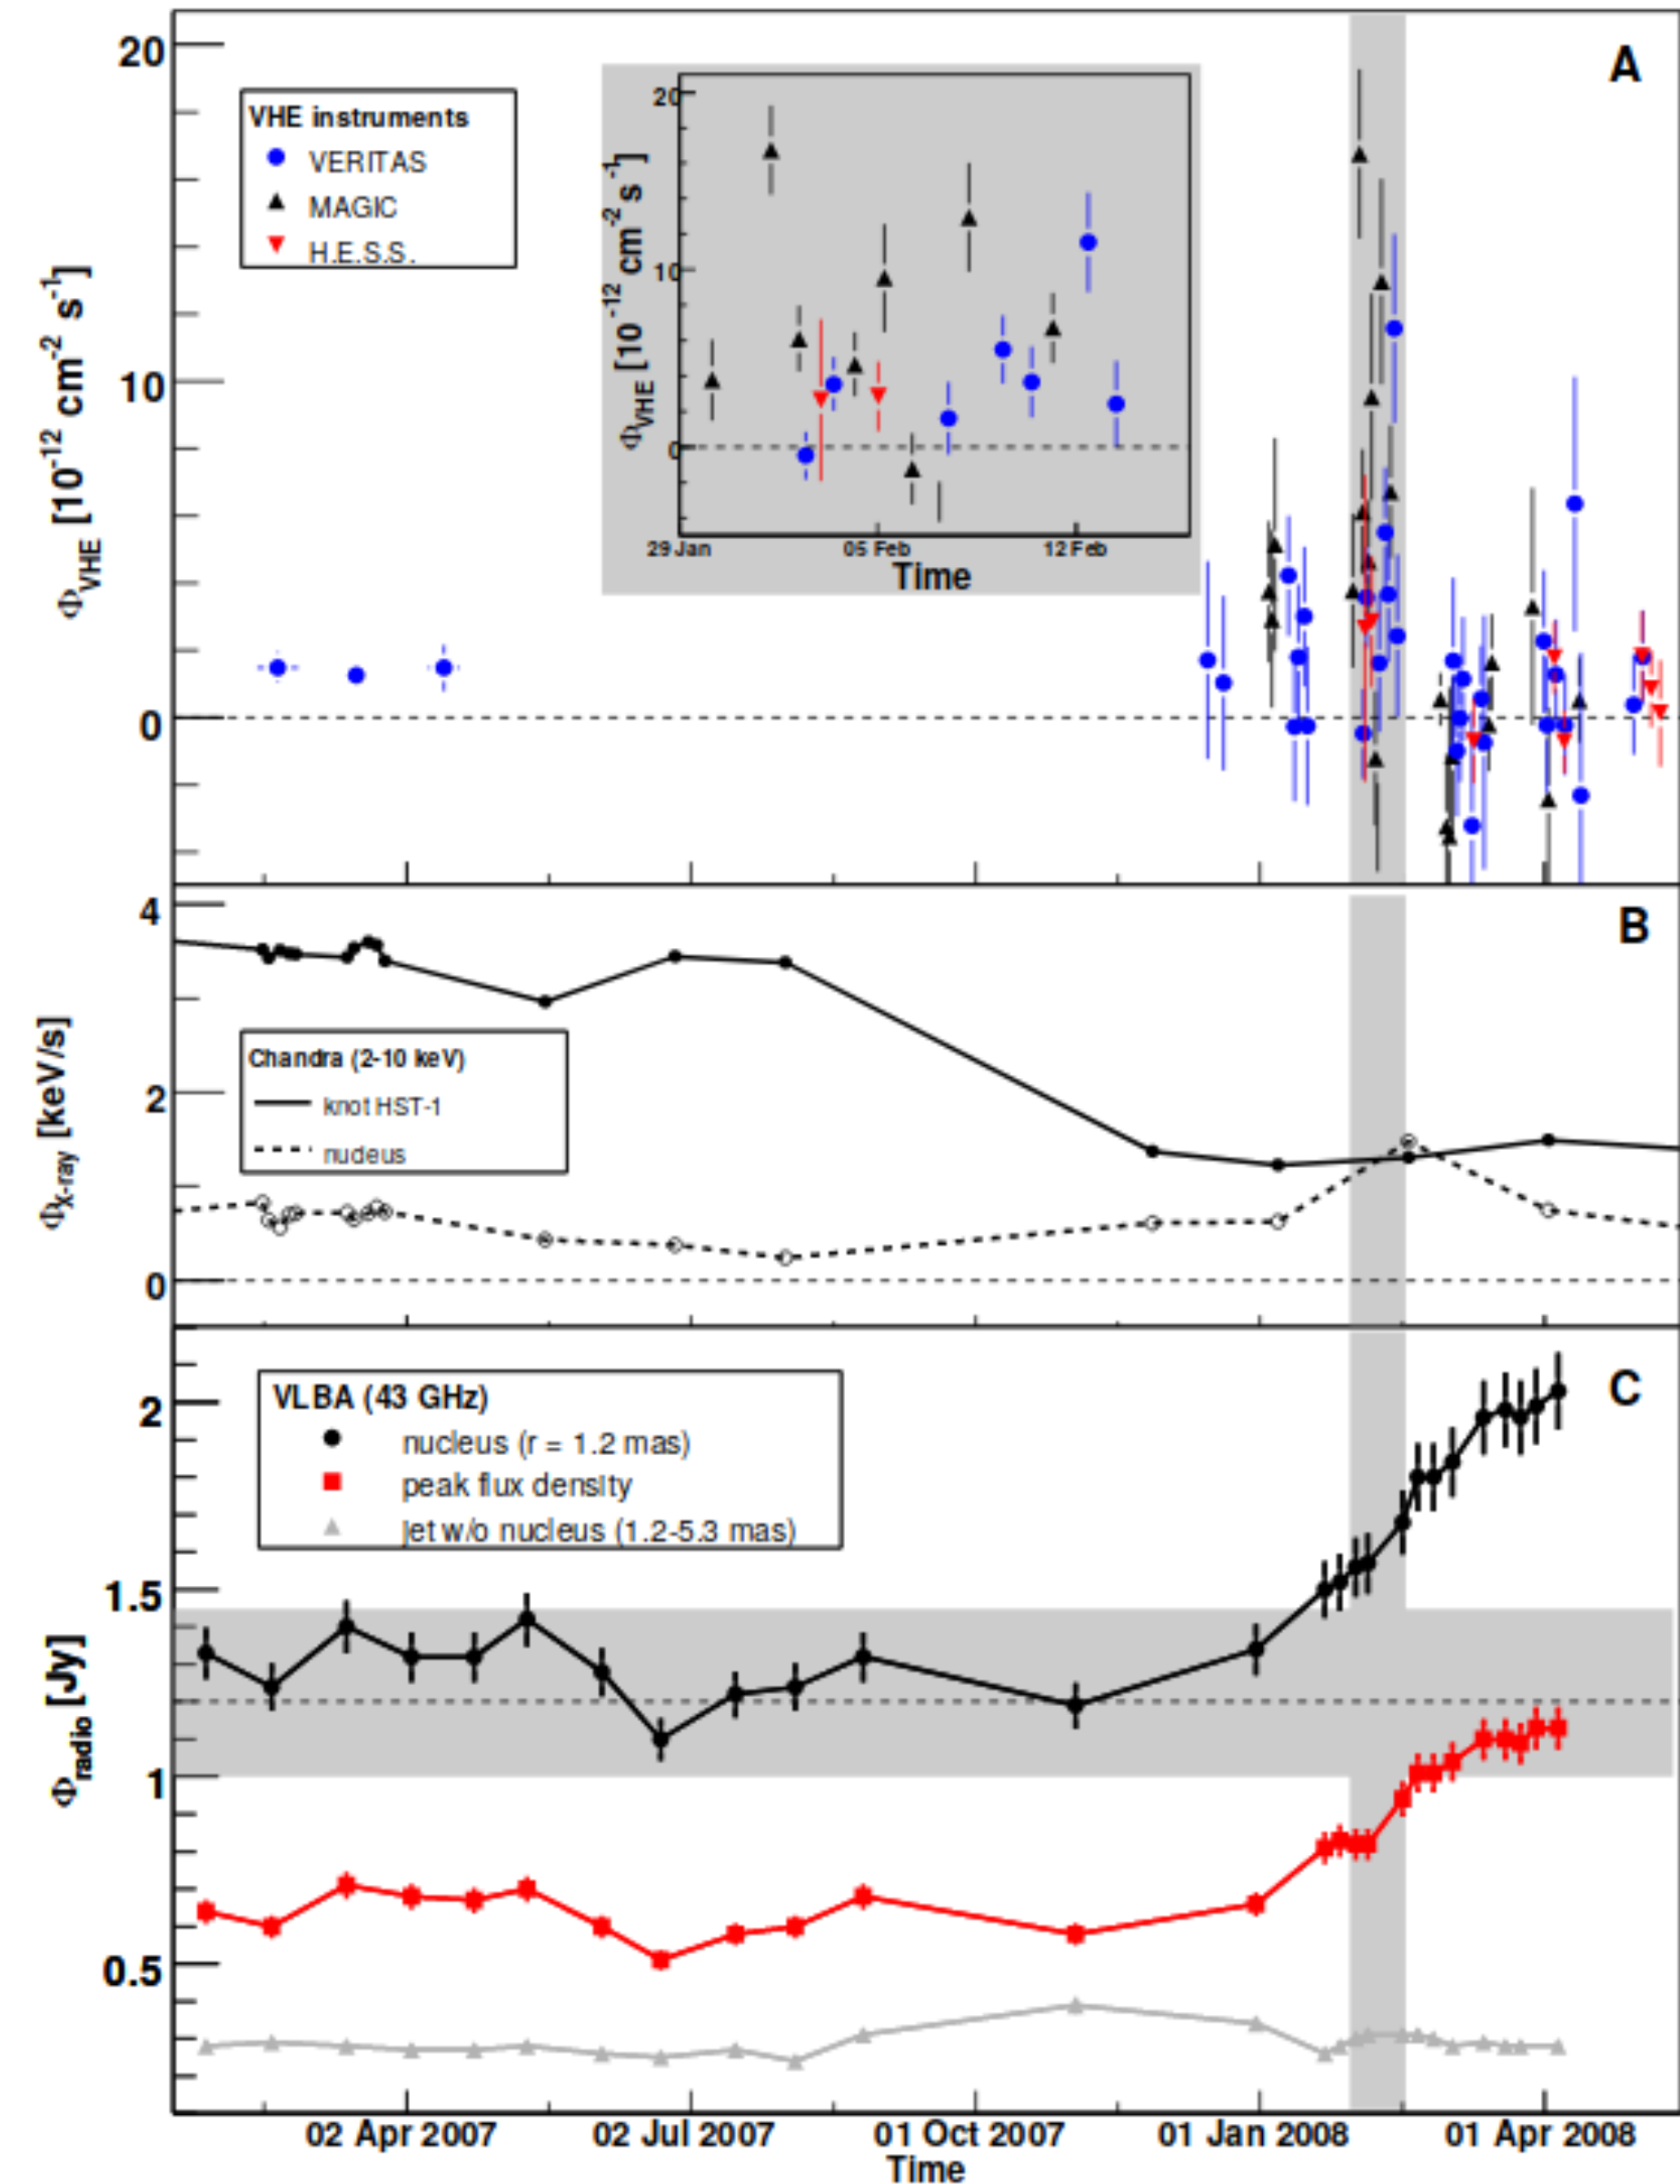 A
20
10
0
Φ_VHE [10^-12 cm^-2 s^-1]
VHE instruments
VERITAS
MAGIC
H.E.S.S.
20
10
0
Φ_VHE [10^-12 cm^-2 s^-1]
29 Jan 05 Feb 12 Feb
Time
B
4
2
0
Φ_X-ray [keV/s]
Chandra (2-10 keV)
knot HST-1
nucleus
C
2
1.5
1
0.5
Φ_radio [Jy]
VLBA (43 GHz)
nucleus (r = 1.2 mas)
peak flux density
jet w/o nucleus (1.2-5.3 mas)
02 Apr 2007 02 Jul 2007 01 Oct 2007 01 Jan 2008 01 Apr 2008
Time